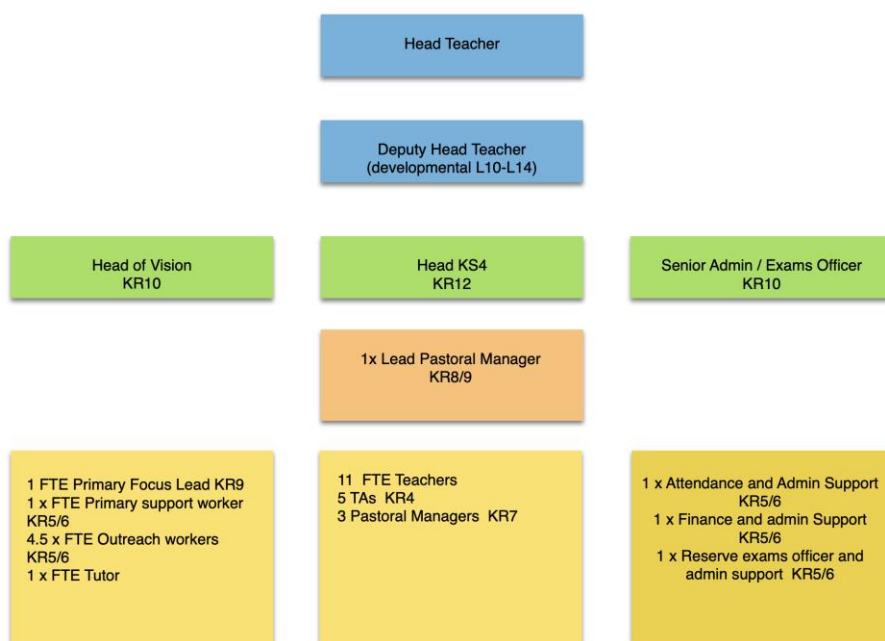 Head Teacher
Deputy Head Teacher
(developmental L10-L14)
Head of Vision
KR10
Head KS4
KR12
Senior Admin / Exams Officer
KR10
1x Lead Pastoral Manager
KR8/9
1 FTE Primary Focus Lead KR9
1 x FTE Primary support worker
KR5/6
4.5 x FTE Outreach workers
KR5/6
1 x FTE Tutor
11 FTE Teachers
5 TAs KR4
3 Pastoral Managers KR7
1 x Attendance and Admin Support
KR5/6
1 x Finance and admin Support
KR5/6
1 x Reserve exams officer and
admin support KR5/6